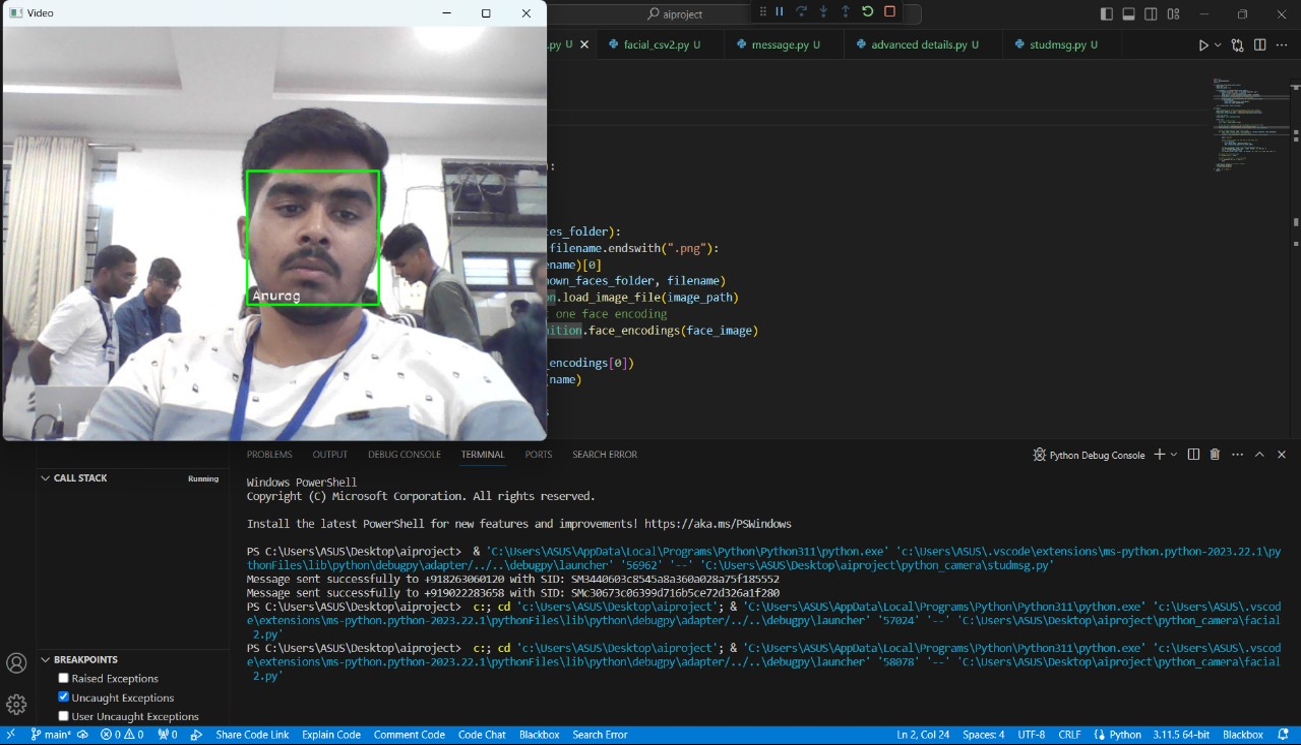 Video
aiproject
.py U
facial_csv2.py U
message.py U
advanced details.py U
studmsg.py U
):
es_folder):
filename.endswith(".png"):
ename)[0]
own_faces_folder, filename)
on.load_image_file(image_path)
one face encoding
nition.face_encodings(face_image)
_encodings[0])
(name)
s
Anurag
PROBLEMS OUTPUT DEBUG CONSOLE TERMINAL PORTS SEARCH ERROR
Python Debug Console
CALL STACK
Running
Windows PowerShell
Copyright (C) Microsoft Corporation. All rights reserved.
Install the latest PowerShell for new features and improvements! https://aka.ms/PSWindows
PS C:\Users\ASUS\Desktop\aiproject> & 'C:\Users\ASUS\AppData\Local\Programs\Python\Python311\python.exe' 'c:\Users\ASUS\.vscode\extensions\ms-python.python-2023.22.1\py
thonFiles\lib\python\debugpy\adapter/../..\debugpy\launcher' '56962' '--' 'C:\Users\ASUS\Desktop\aiproject\python_camera\studmsg.py'
Message sent successfully to +918263060120 with SID: SM3440603c8545a8a360a028a75f185552
Message sent successfully to +919022283658 with SID: SMc30673c06399d716b5ce72d326a1f280
PS C:\Users\ASUS\Desktop\aiproject> c:; cd 'c:\Users\ASUS\Desktop\aiproject'; & 'C:\Users\ASUS\AppData\Local\Programs\Python\Python311\python.exe' 'c:\Users\ASUS\.vscod
e\extensions\ms-python.python-2023.22.1\pythonFiles\lib\python\debugpy\adapter/../..\debugpy\launcher' '57024' '--' 'C:\Users\ASUS\Desktop\aiproject\python_camera\facial
2.py'
PS C:\Users\ASUS\Desktop\aiproject> c:; cd 'c:\Users\ASUS\Desktop\aiproject'; & 'C:\Users\ASUS\AppData\Local\Programs\Python\Python311\python.exe' 'c:\Users\ASUS\.vscod
e\extensions\ms-python.python-2023.22.1\pythonFiles\lib\python\debugpy\adapter/../..\debugpy\launcher' '58078' '--' 'C:\Users\ASUS\Desktop\aiproject\python_camera\facial
2.py'
BREAKPOINTS
Raised Exceptions
Uncaught Exceptions
User Uncaught Exceptions
main* 0 0 0 Share Code Link Explain Code Comment Code Code Chat Blackbox Search Error Ln 2, Col 24 Spaces: 4 UTF-8 CRLF Python 3.11.5 64-bit Blackbox